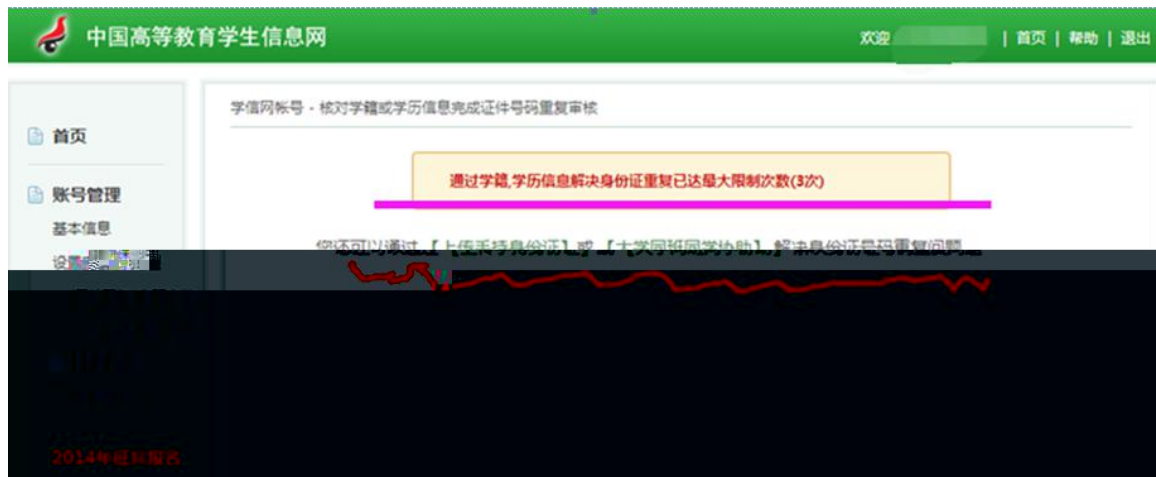 中国高等教育学生信息网
欢迎
| 首页 | 帮助 | 退出
学信网帐号 - 核对学籍或学历信息完成证件号码重复审核
首页
通过学籍,学历信息解决身份证重复已达最大限制次数(3次)
账号管理
基本信息
您还可以通过【上传手持身份证】或【大学同班同学协助】解决身份证号码重复问题
设
2014年
报名